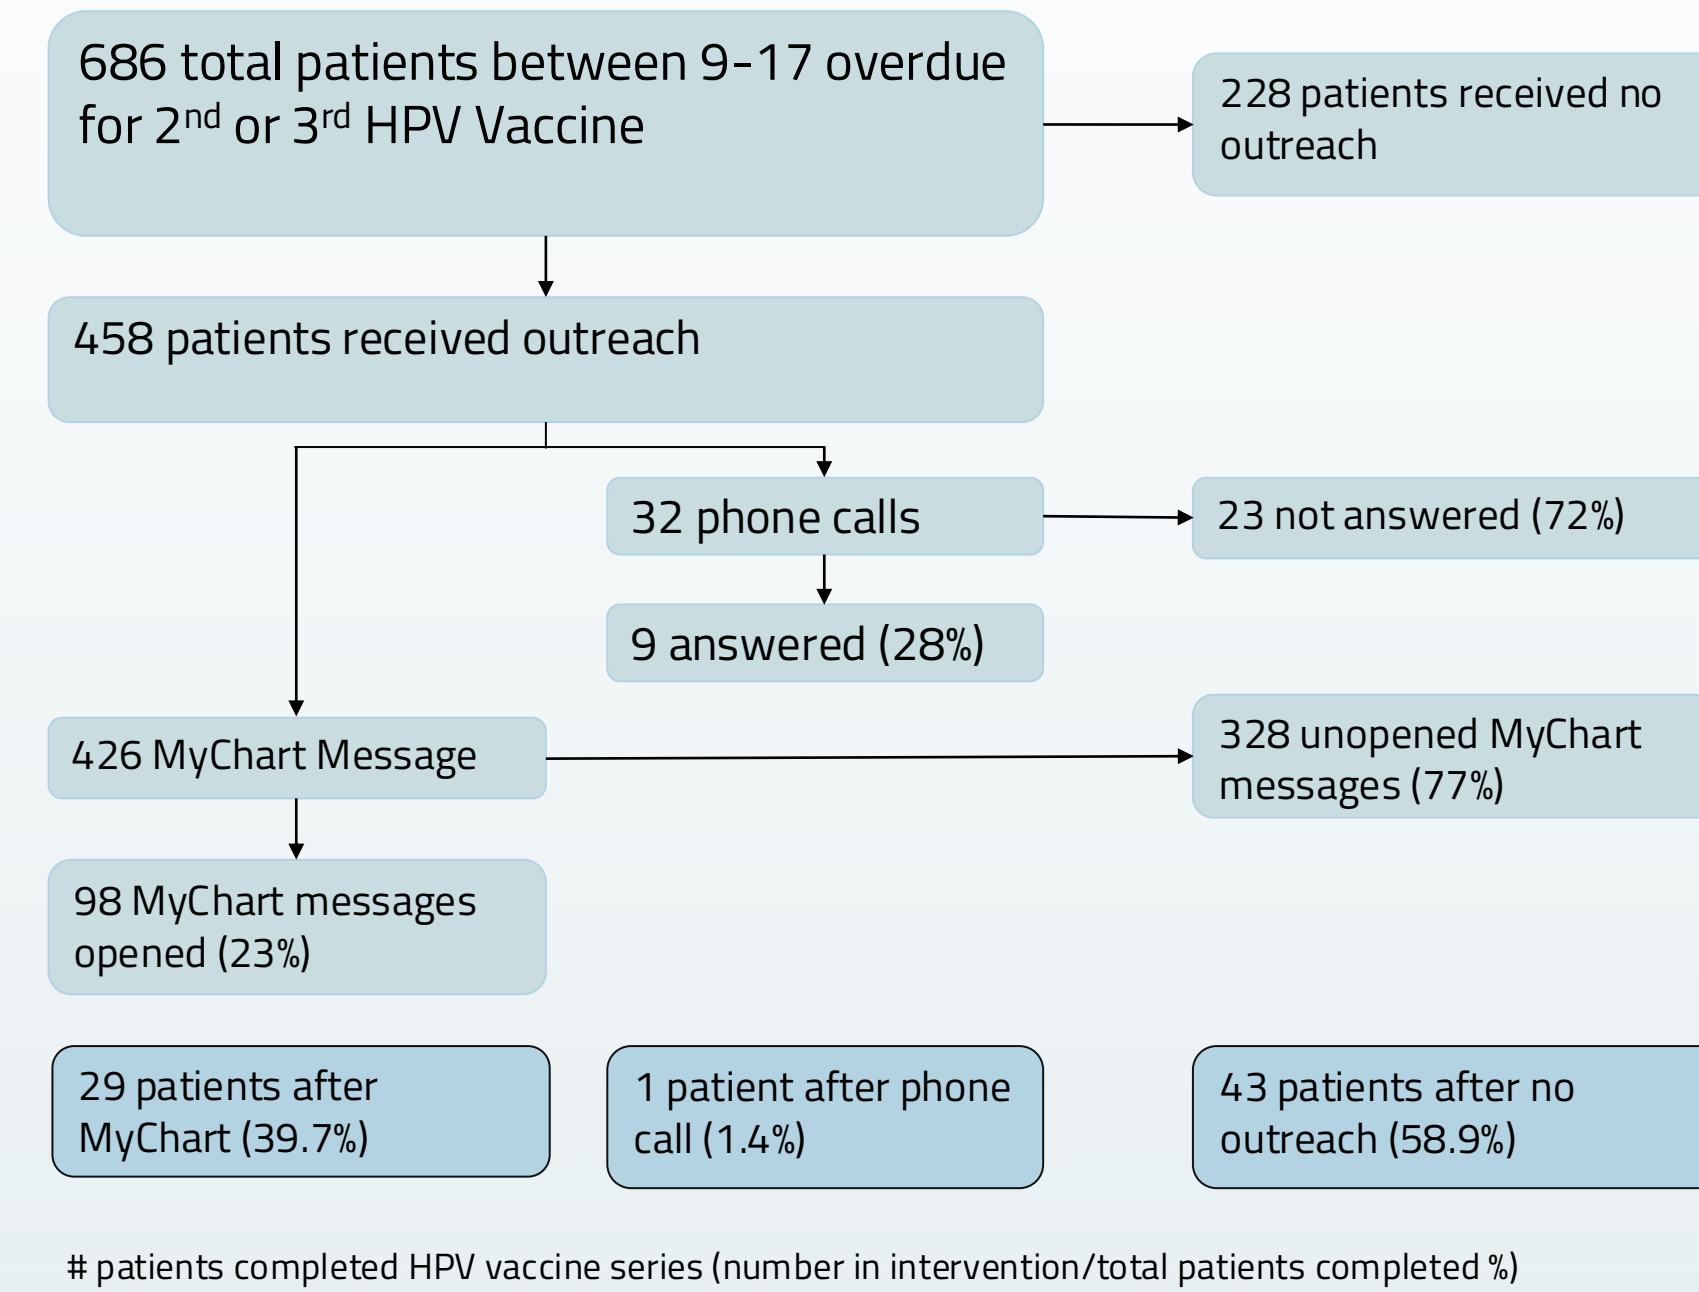 686 total patients between 9-17 overdue
for 2nd or 3rd HPV Vaccine
228 patients received no
outreach
458 patients received outreach
32 phone calls
23 not answered (72%)
9 answered (28%)
426 MyChart Message
328 unopened MyChart
messages (77%)
98 MyChart messages
opened (23%)
29 patients after
MyChart (39.7%)
1 patient after phone
call (1.4%)
43 patients after no
outreach (58.9%)
# patients completed HPV vaccine series (number in intervention/total patients completed %)